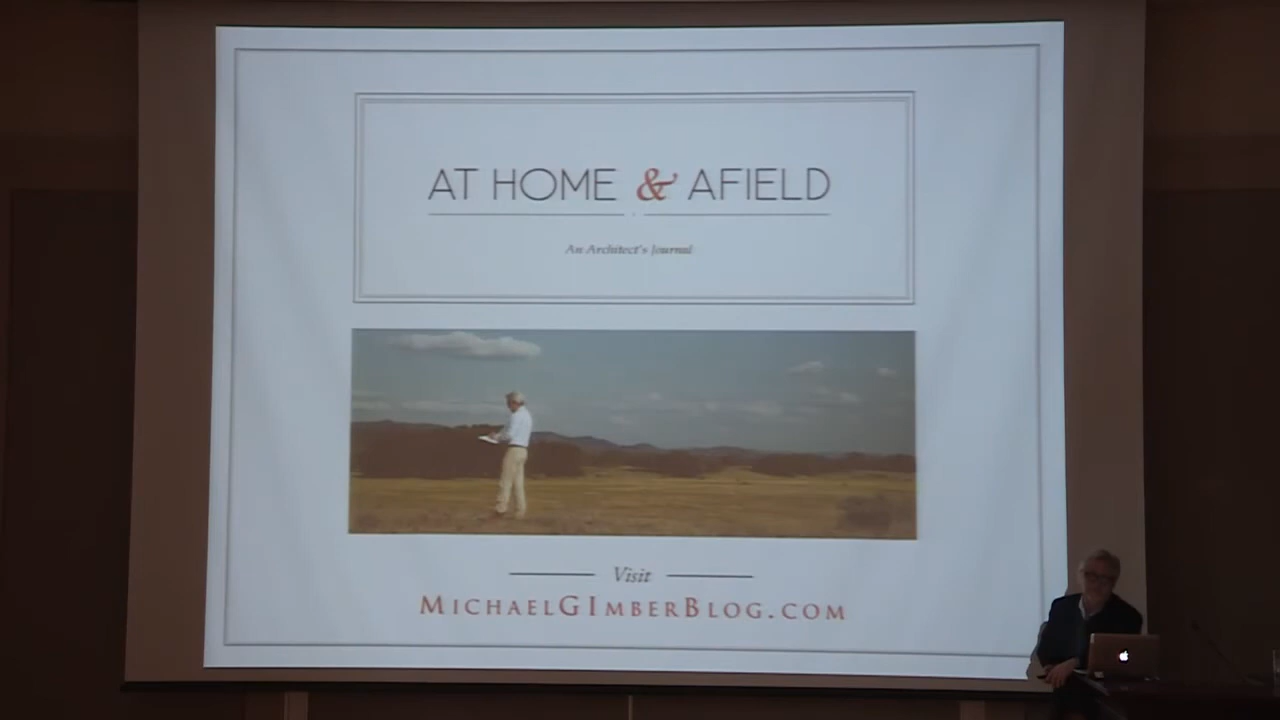 AT HOME & AFIELD
An Architect's Journal
Visit
MICHAELGIMBERBLOG.COM